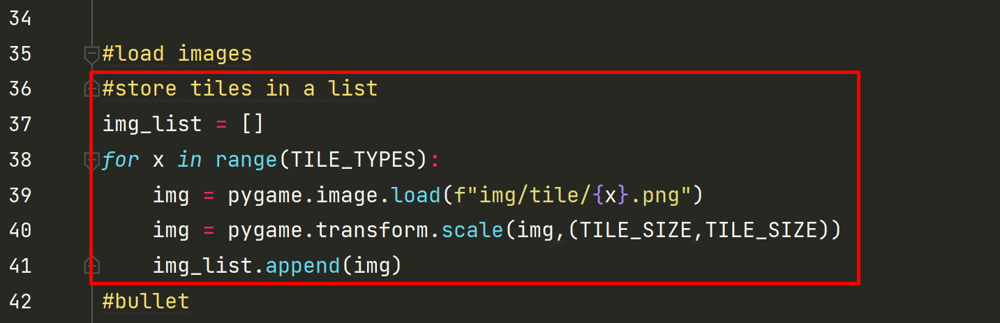 34
35 #load images
36 #store tiles in a list
37 img_list = []
38 for x in range(TILE_TYPES):
39     img = pygame.image.load(f"img/tile/{x}.png")
40     img = pygame.transform.scale(img,(TILE_SIZE,TILE_SIZE))
41     img_list.append(img)
42 #bullet